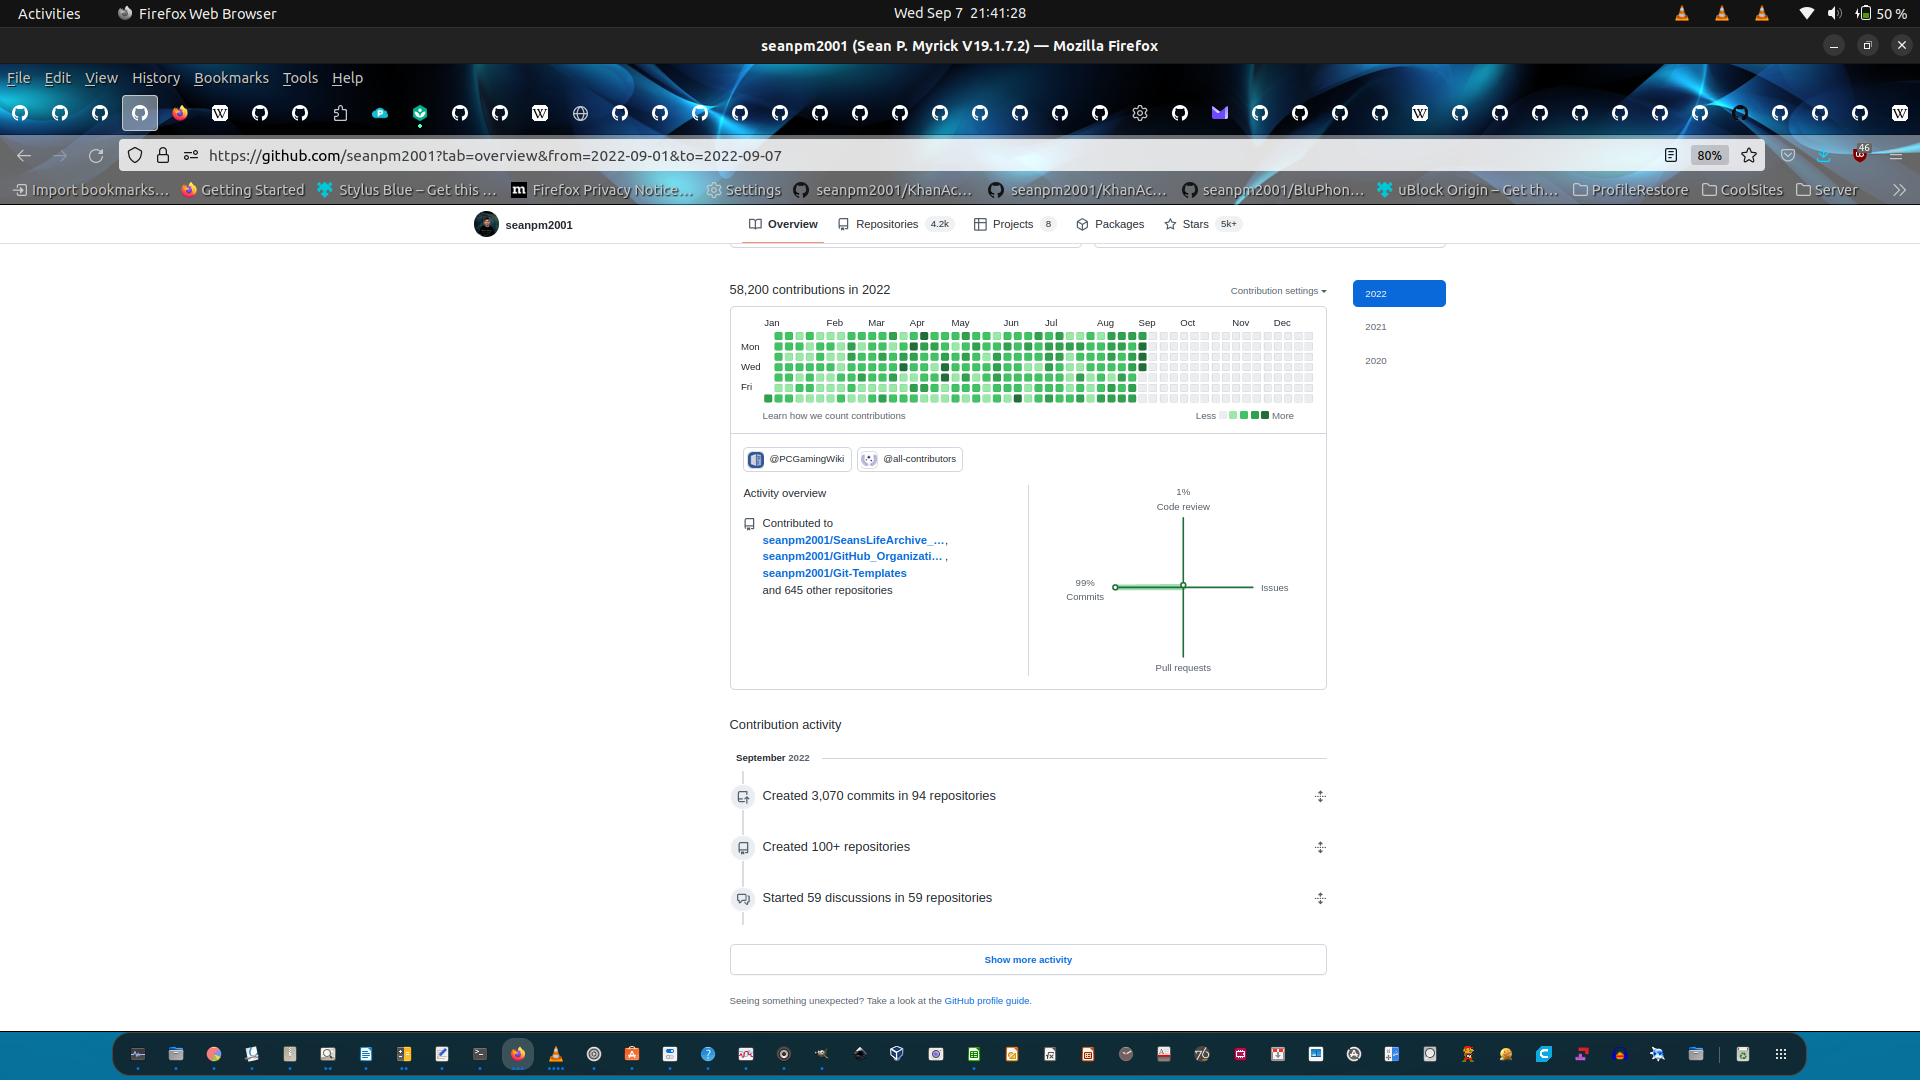 Activities Firefox Web Browser Wed Sep 7 21:41:28 50 %
seanpm2001 (Sean P. Myrick V19.1.7.2) — Mozilla Firefox
File Edit View History Bookmarks Tools Help
https://github.com/seanpm2001?tab=overview&from=2022-09-01&to=2022-09-07 80% 46
Import bookmarks… Getting Started Stylus Blue – Get this … Firefox Privacy Notice… Settings seanpm2001/KhanAc… seanpm2001/KhanAc… seanpm2001/BluPhon… uBlock Origin – Get th… ProfileRestore CoolSites Server
seanpm2001 Overview Repositories 4.2k Projects 8 Packages Stars 5k+
58,200 contributions in 2022 Contribution settings
2022
2021
2020
Jan Feb Mar Apr May Jun Jul Aug Sep Oct Nov Dec
Mon
Wed
Fri
Learn how we count contributions Less More
@PCGamingWiki @all-contributors
Activity overview
Contributed to
seanpm2001/SeansLifeArchive_…,
seanpm2001/GitHub_Organizati… ,
seanpm2001/Git-Templates
and 645 other repositories
1%
Code review
99%
Commits
Issues
Pull requests
Contribution activity
September 2022
Created 3,070 commits in 94 repositories
Created 100+ repositories
Started 59 discussions in 59 repositories
Show more activity
Seeing something unexpected? Take a look at the GitHub profile guide.